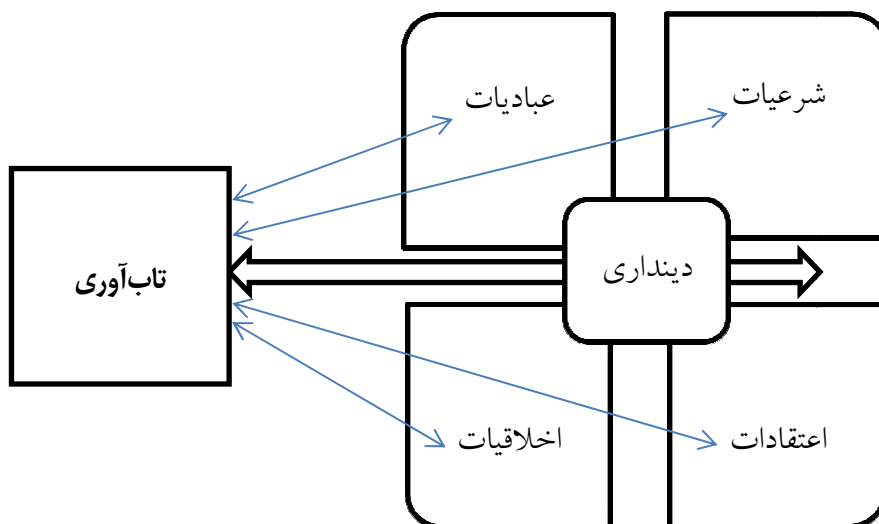 شرعیات
عبادیات
دینداری
تاب‌آوری
اعتقادات
اخلاقیات